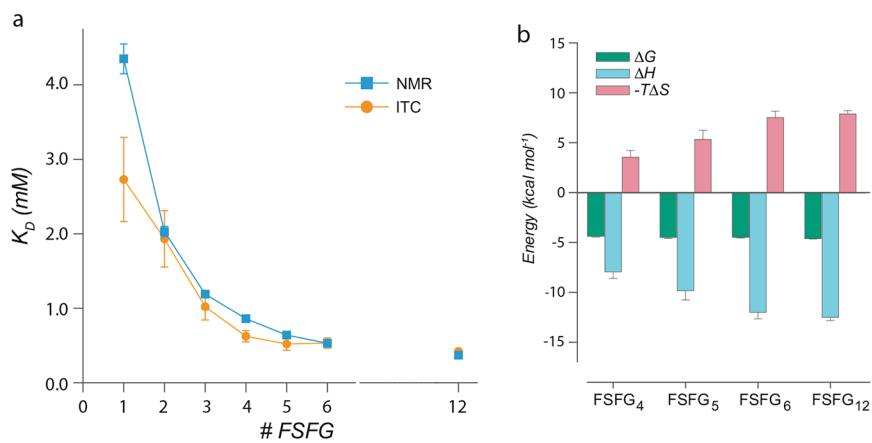 a
K_D (mM)
4.0
3.0
2.0
1.0
0.0
0 1 2 3 4 5 6 12
# FSFG
NMR
ITC
b
Energy (kcal mol⁻¹)
15
10
5
0
-5
-10
-15
ΔG
ΔH
-TΔS
FSFG₄ FSFG₅ FSFG₆ FSFG₁₂